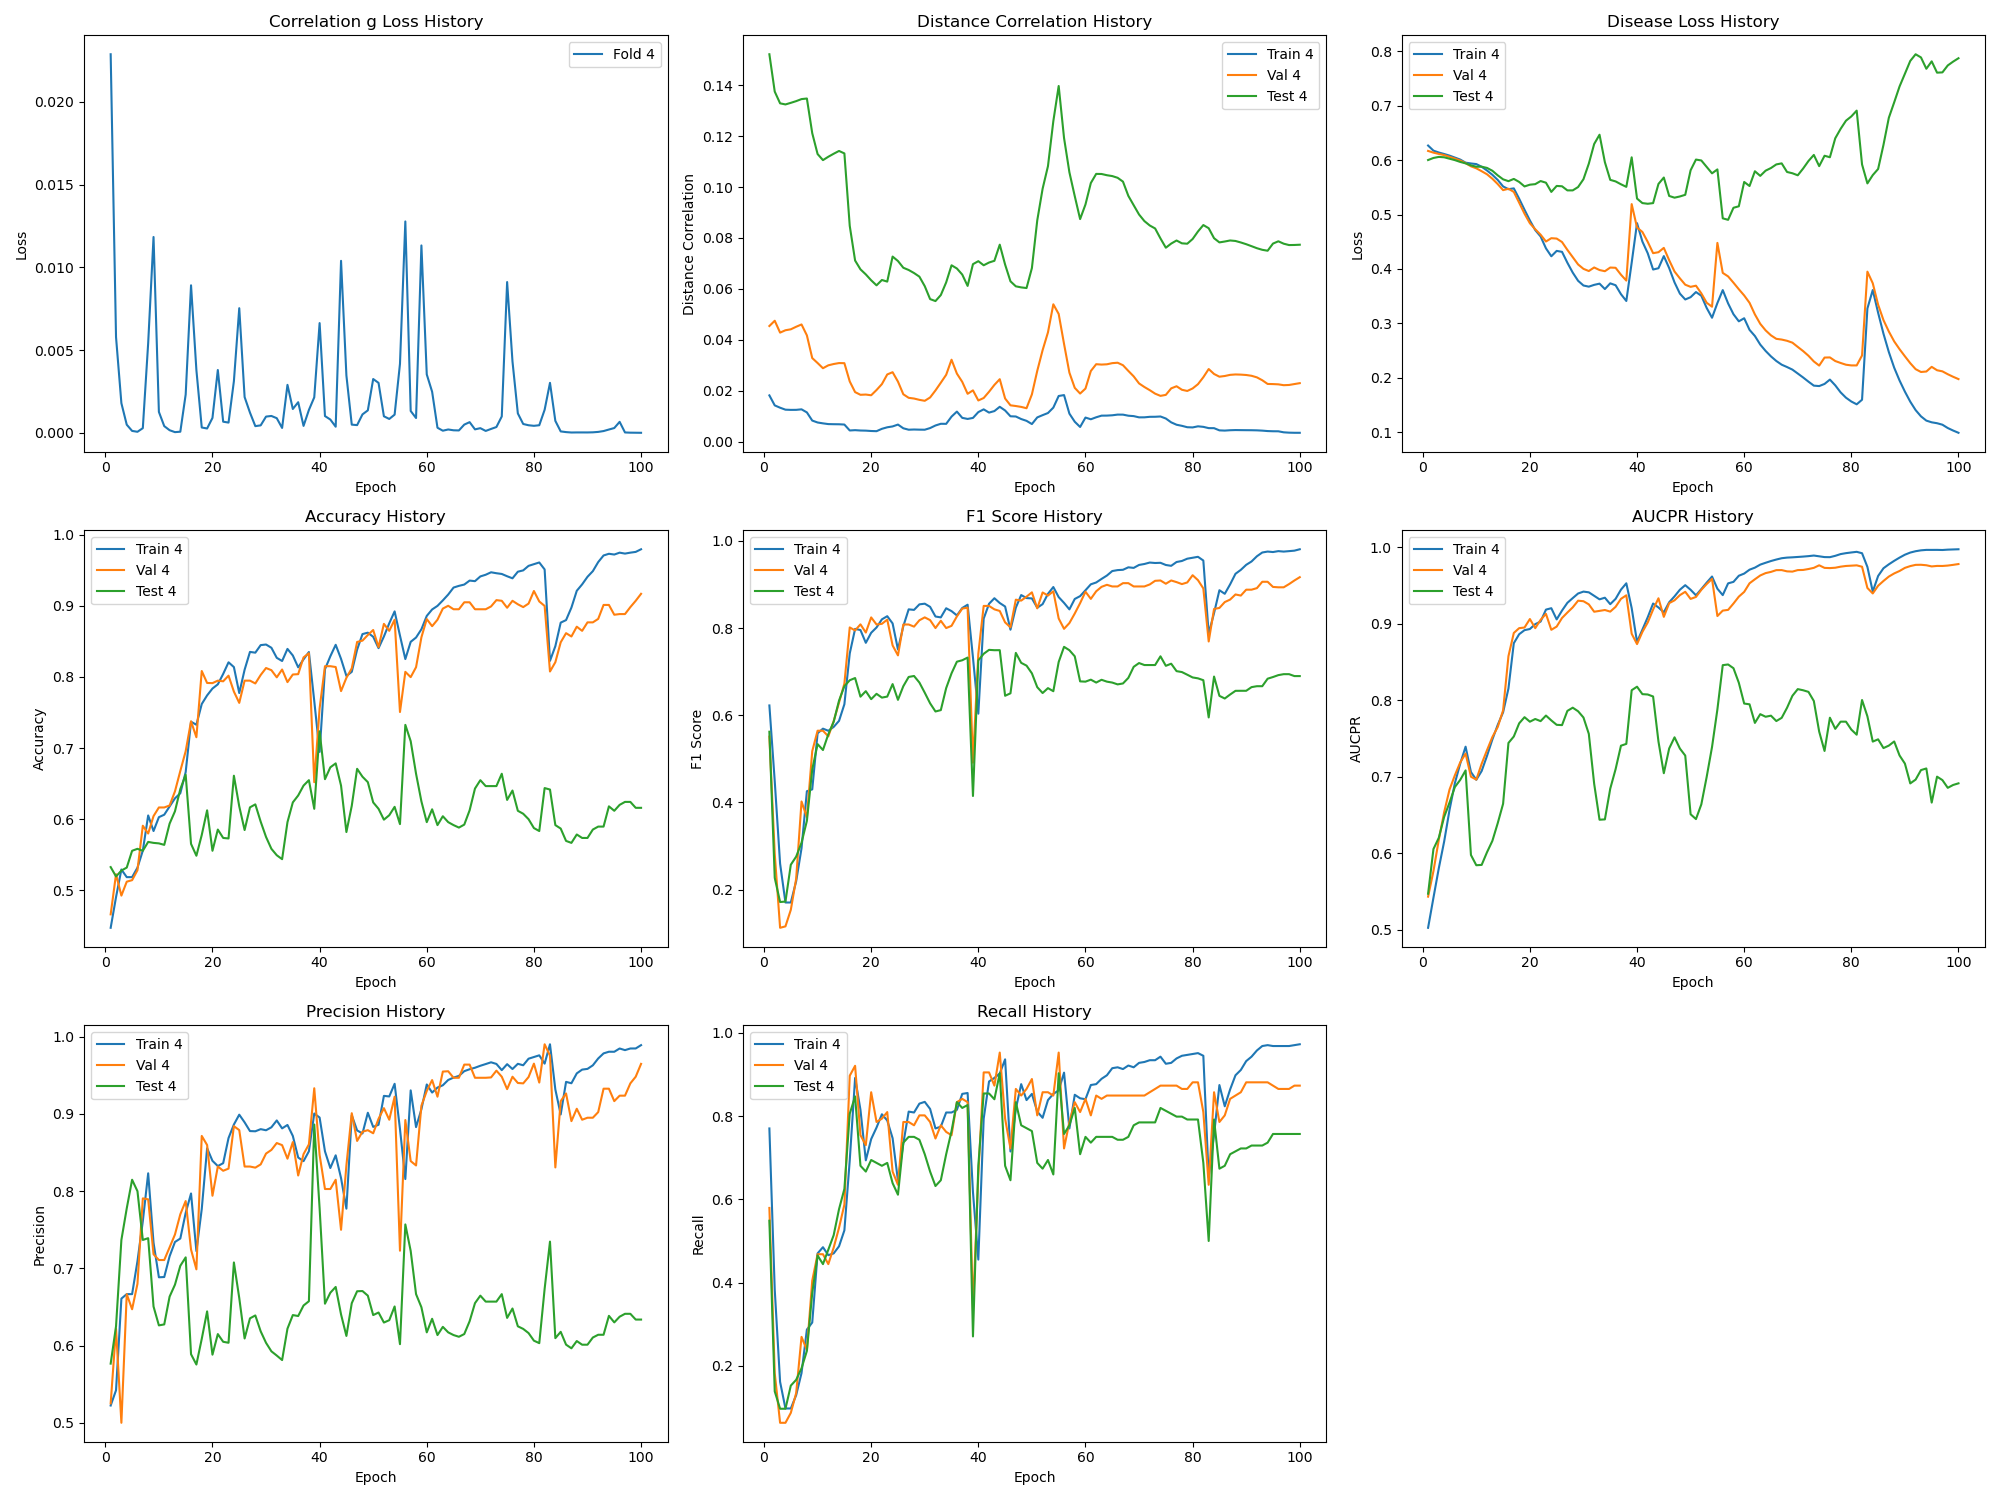 Correlation g Loss History
Fold 4
0.020
0.015
0.010
0.005
0.000
Loss
0 20 40 60 80 100
Epoch
Distance Correlation History
Train 4
Val 4
Test 4
0.14
0.12
0.10
0.08
0.06
0.04
0.02
0.00
Distance Correlation
0 20 40 60 80 100
Epoch
Disease Loss History
Train 4
Val 4
Test 4
0.8
0.7
0.6
0.5
0.4
0.3
0.2
0.1
Loss
0 20 40 60 80 100
Epoch
Accuracy History
Train 4
Val 4
Test 4
1.0
0.9
0.8
0.7
0.6
0.5
Accuracy
0 20 40 60 80 100
Epoch
F1 Score History
Train 4
Val 4
Test 4
1.0
0.8
0.6
0.4
0.2
F1 Score
0 20 40 60 80 100
Epoch
AUCPR History
Train 4
Val 4
Test 4
1.0
0.9
0.8
0.7
0.6
0.5
AUCPR
0 20 40 60 80 100
Epoch
Precision History
Train 4
Val 4
Test 4
1.0
0.9
0.8
0.7
0.6
0.5
Precision
0 20 40 60 80 100
Epoch
Recall History
Train 4
Val 4
Test 4
1.0
0.8
0.6
0.4
0.2
Recall
0 20 40 60 80 100
Epoch